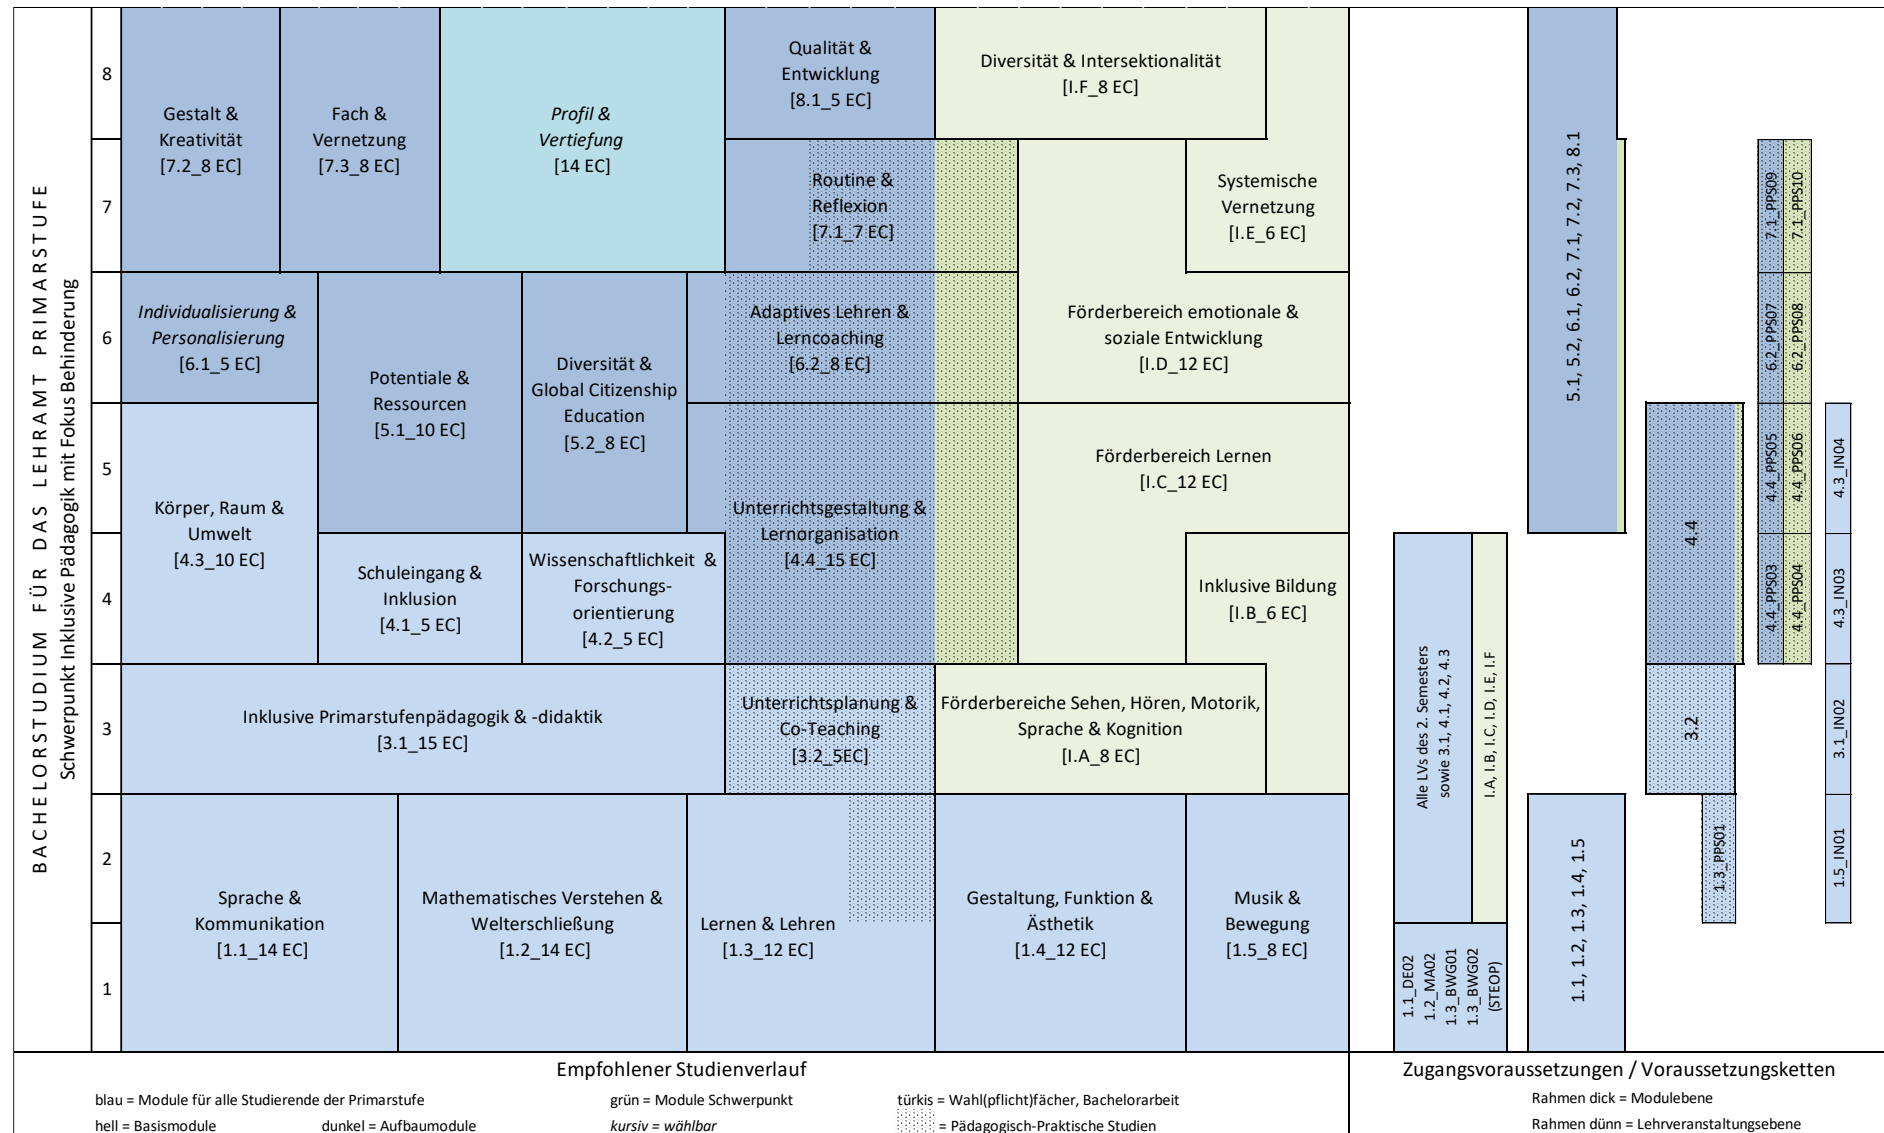 BACHELORSTUDIUM FÜR DAS LEHRAMT PRIMARSTUFE
Schwerpunkt Inklusive Pädagogik mit Fokus Behinderung
8
7
6
5
4
3
2
1
Gestalt &
Kreativität
[7.2_8 EC]
Fach &
Vernetzung
[7.3_8 EC]
Profil &
Vertiefung
[14 EC]
Qualität &
Entwicklung
[8.1_5 EC]
Diversität & Intersektionalität
[I.F_8 EC]
Routine &
Reflexion
[7.1_7 EC]
Systemische
Vernetzung
[I.E_6 EC]
Individualisierung &
Personalisierung
[6.1_5 EC]
Potentiale &
Ressourcen
[5.1_10 EC]
Diversität &
Global Citizenship
Education
[5.2_8 EC]
Adaptives Lehren &
Lerncoaching
[6.2_8 EC]
Förderbereich emotionale &
soziale Entwicklung
[I.D_12 EC]
Körper, Raum &
Umwelt
[4.3_10 EC]
Unterrichtsgestaltung &
Lernorganisation
[4.4_15 EC]
Förderbereich Lernen
[I.C_12 EC]
Schuleingang &
Inklusion
[4.1_5 EC]
Wissenschaftlichkeit &
Forschungs-
orientierung
[4.2_5 EC]
Inklusive Bildung
[I.B_6 EC]
Inklusive Primarstufenpädagogik & -didaktik
[3.1_15 EC]
Unterrichtsplanung &
Co-Teaching
[3.2_5EC]
Förderbereiche Sehen, Hören, Motorik,
Sprache & Kognition
[I.A_8 EC]
Sprache &
Kommunikation
[1.1_14 EC]
Mathematisches Verstehen &
Welterschließung
[1.2_14 EC]
Lernen & Lehren
[1.3_12 EC]
Gestaltung, Funktion &
Ästhetik
[1.4_12 EC]
Musik &
Bewegung
[1.5_8 EC]
Alle LVs des 2. Semesters
sowie 3.1, 4.1, 4.2, 4.3
I.A, I.B, I.C, I.D, I.E, I.F
1.1_DE02
1.2_MA02
1.3_BWG01
1.3_BWG02
(STEOP)
5.1, 5.2, 6.1, 6.2, 7.1, 7.2, 7.3, 8.1
1.1, 1.2, 1.3, 1.4, 1.5
4.4
3.2
1.3_PPS01
7.1_PPS09
7.1_PPS10
6.2_PPS07
6.2_PPS08
4.4_PPS05
4.4_PPS06
4.4_PPS03
4.4_PPS04
4.3_IN04
4.3_IN03
3.1_IN02
1.5_IN01
Empfohlener Studienverlauf
Zugangsvoraussetzungen / Voraussetzungsketten
blau = Module für alle Studierende der Primarstufe
grün = Module Schwerpunkt
türkis = Wahl(pflicht)fächer, Bachelorarbeit
Rahmen dick = Modulebene
hell = Basismodule
dunkel = Aufbaumodule
kursiv = wählbar
= Pädagogisch-Praktische Studien
Rahmen dünn = Lehrveranstaltungsebene